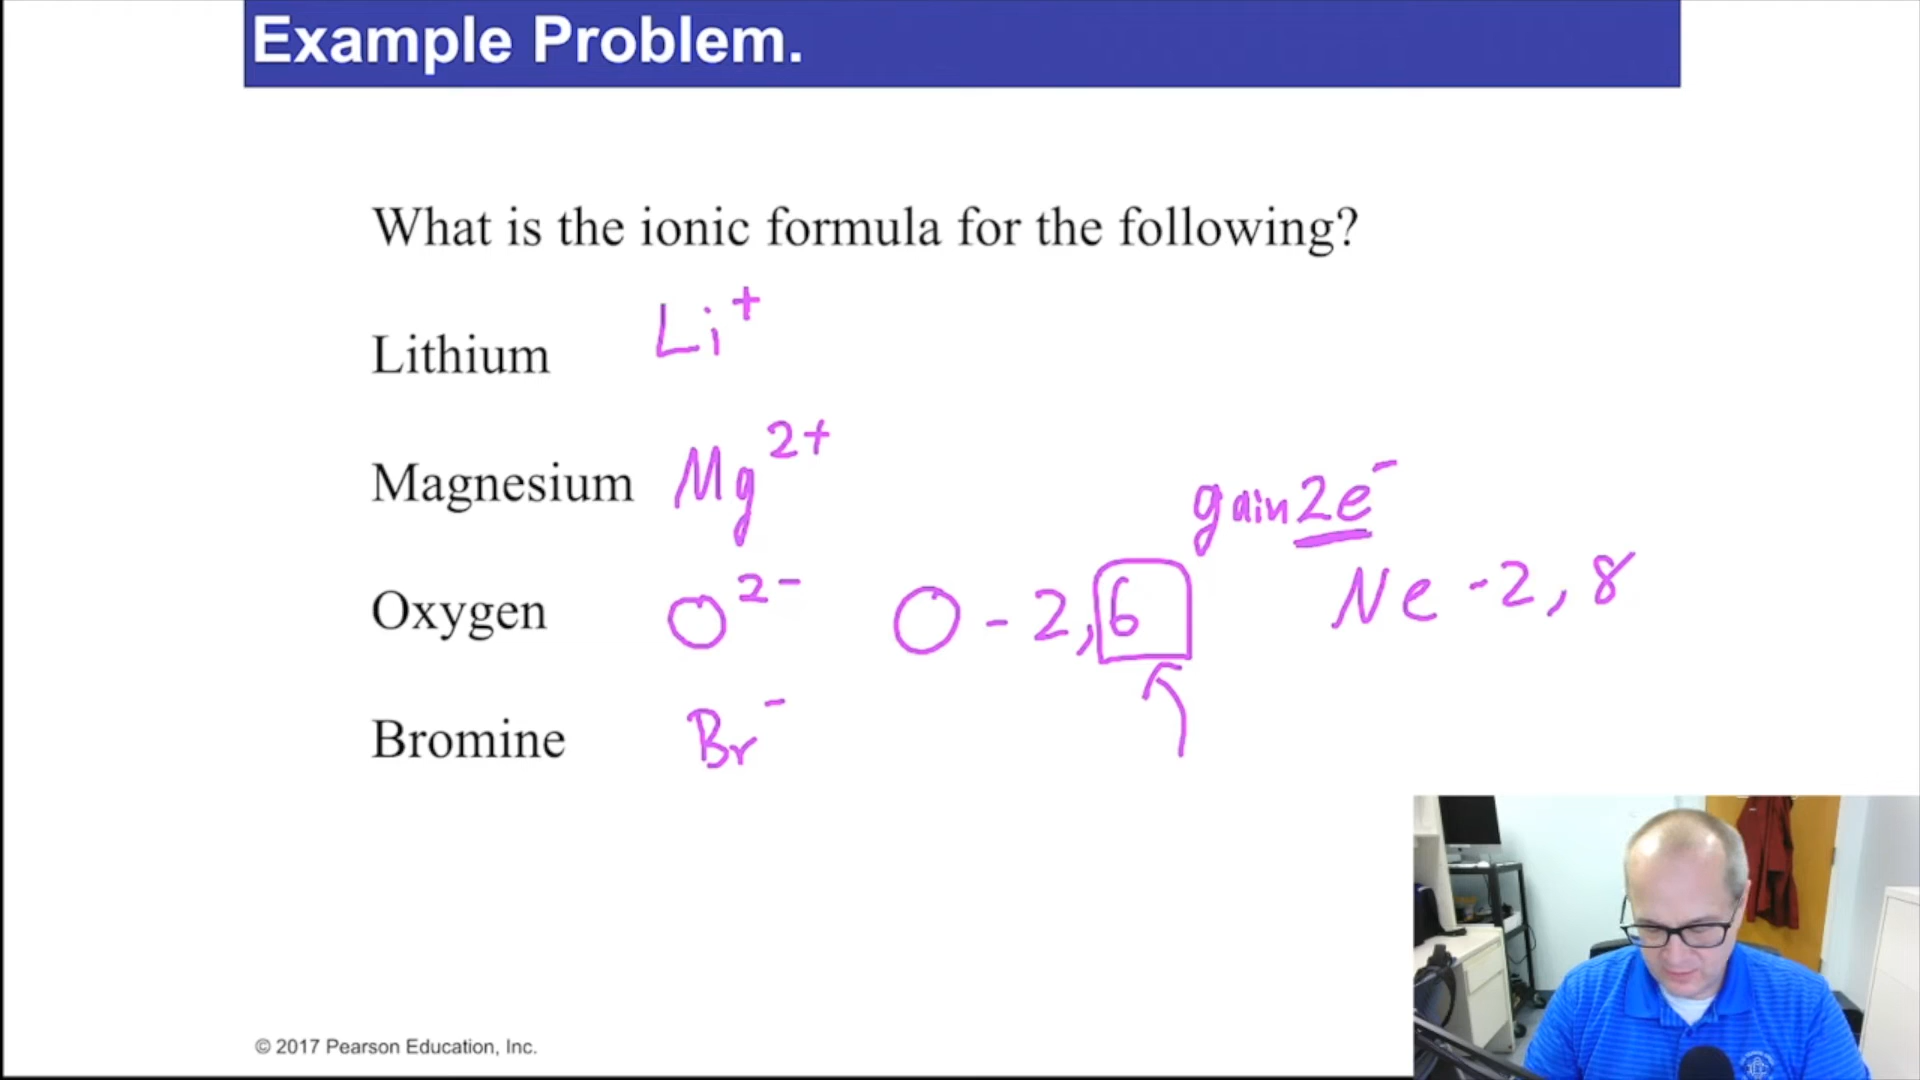 Example Problem.
What is the ionic formula for the following?
Lithium Li⁺
Magnesium Mg²⁺
gain 2e⁻
Oxygen O²⁻ O - 2, 6 Ne - 2, 8
Bromine Br⁻
© 2017 Pearson Education, Inc.